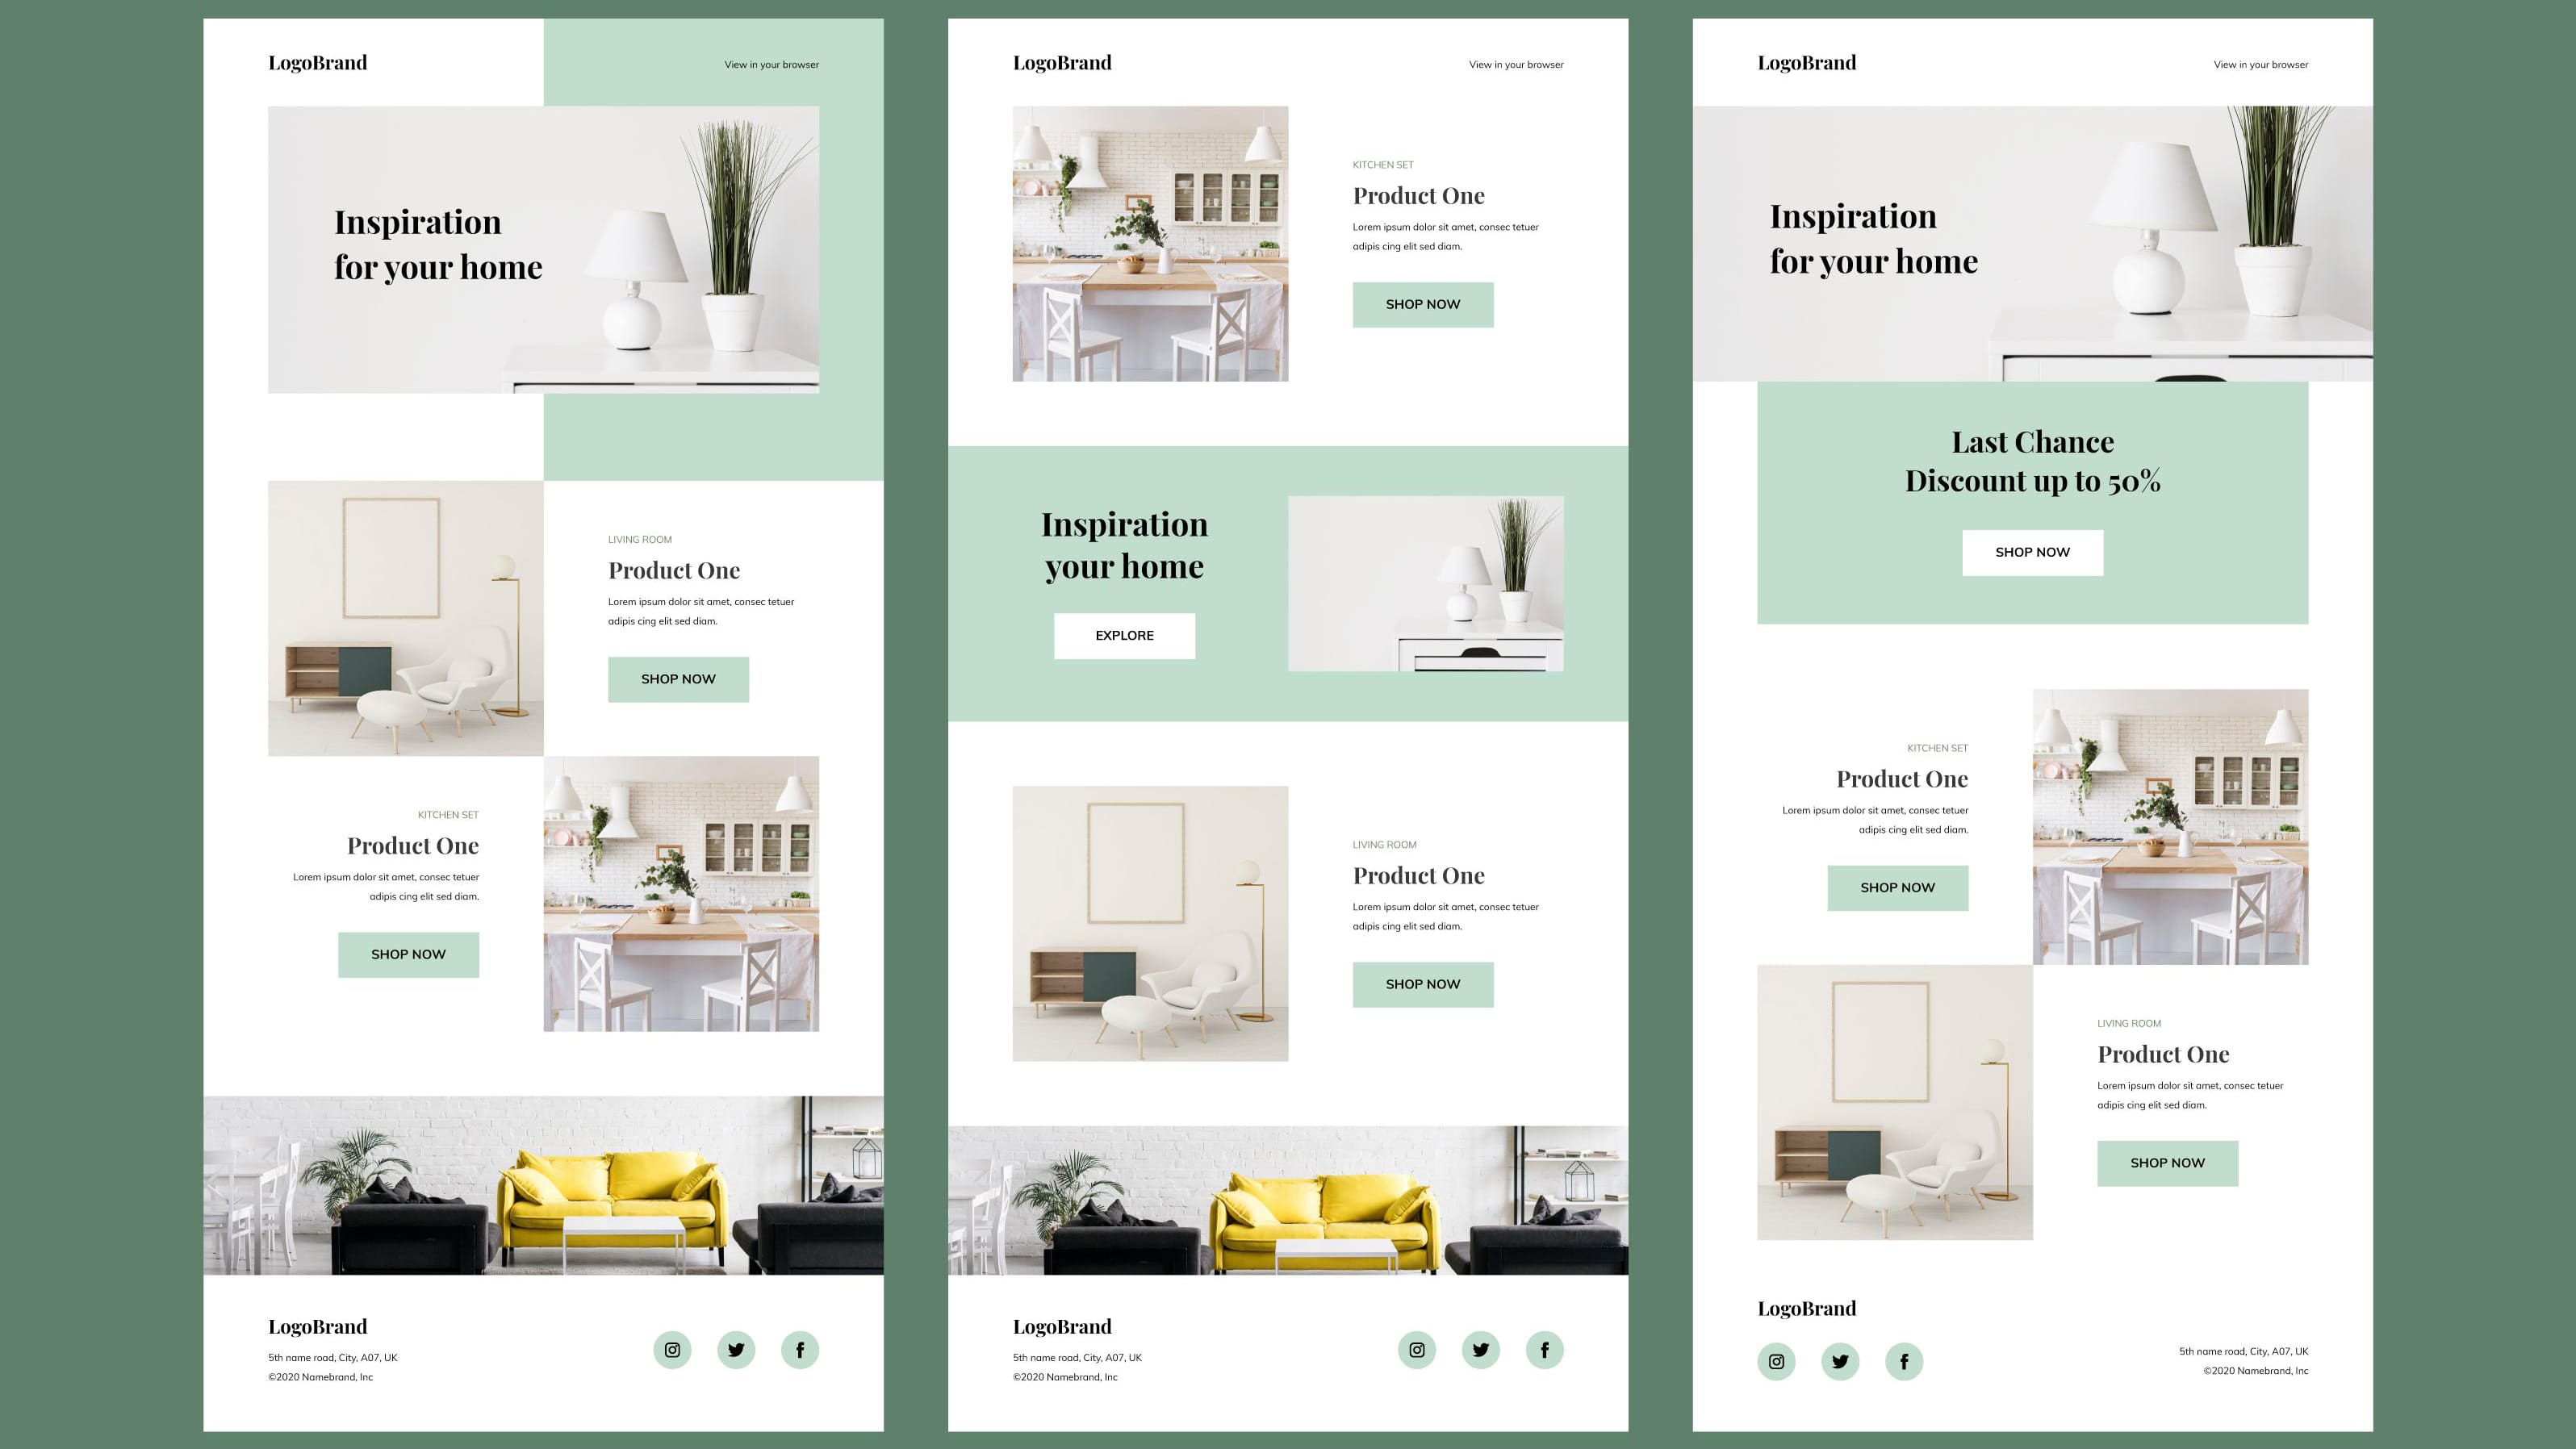 LogoBrand
View in your browser
Inspiration
for your home
LIVING ROOM
Product One
Lorem ipsum dolor sit amet, consec tetuer
adipis cing elit sed diam.
SHOP NOW
KITCHEN SET
Product One
Lorem ipsum dolor sit amet, consec tetuer
adipis cing elit sed diam.
SHOP NOW
LogoBrand
5th name road, City, A07, UK
©2020 Namebrand, Inc
LogoBrand
View in your browser
KITCHEN SET
Product One
Lorem ipsum dolor sit amet, consec tetuer
adipis cing elit sed diam.
SHOP NOW
Inspiration
your home
EXPLORE
LIVING ROOM
Product One
Lorem ipsum dolor sit amet, consec tetuer
adipis cing elit sed diam.
SHOP NOW
LogoBrand
5th name road, City, A07, UK
©2020 Namebrand, Inc
LogoBrand
View in your browser
Inspiration
for your home
Last Chance
Discount up to 50%
SHOP NOW
KITCHEN SET
Product One
Lorem ipsum dolor sit amet, consec tetuer
adipis cing elit sed diam.
SHOP NOW
LIVING ROOM
Product One
Lorem ipsum dolor sit amet, consec tetuer
adipis cing elit sed diam.
SHOP NOW
LogoBrand
5th name road, City, A07, UK
©2020 Namebrand, Inc